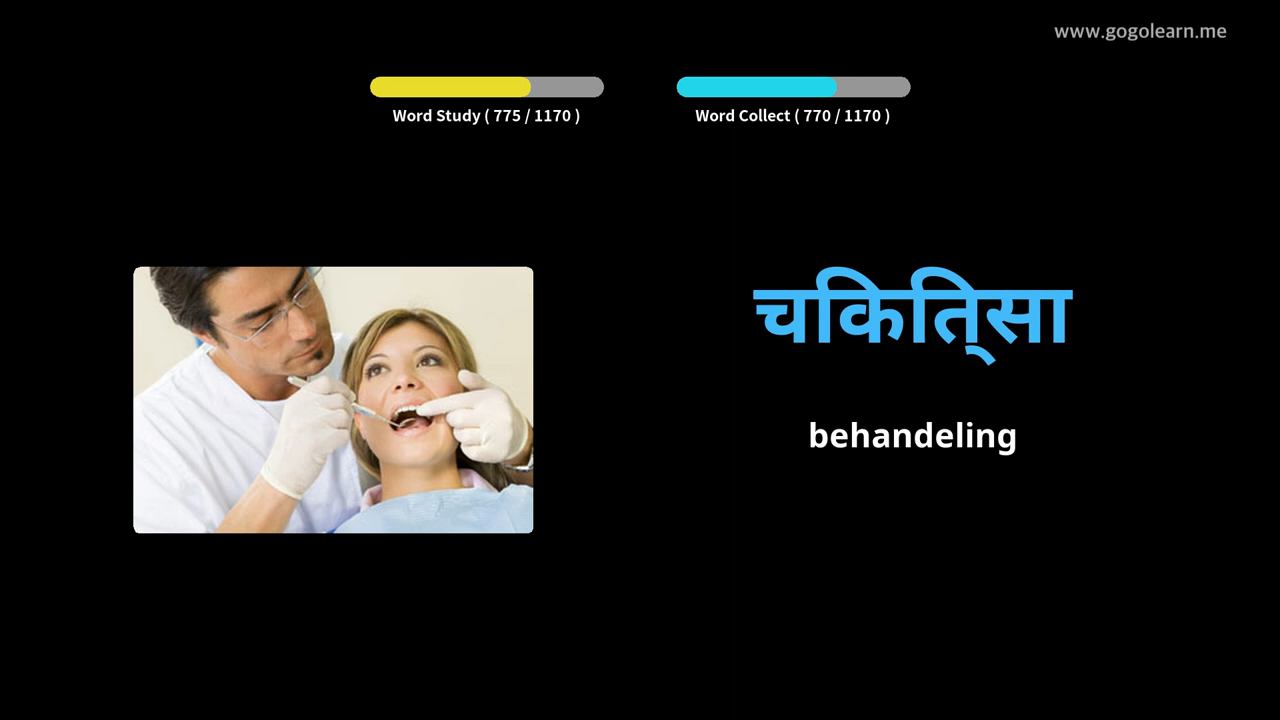 www.gogolearn.me
Word Study ( 775 / 1170 )
Word Collect ( 770 / 1170 )
चकिति्सा
behandeling